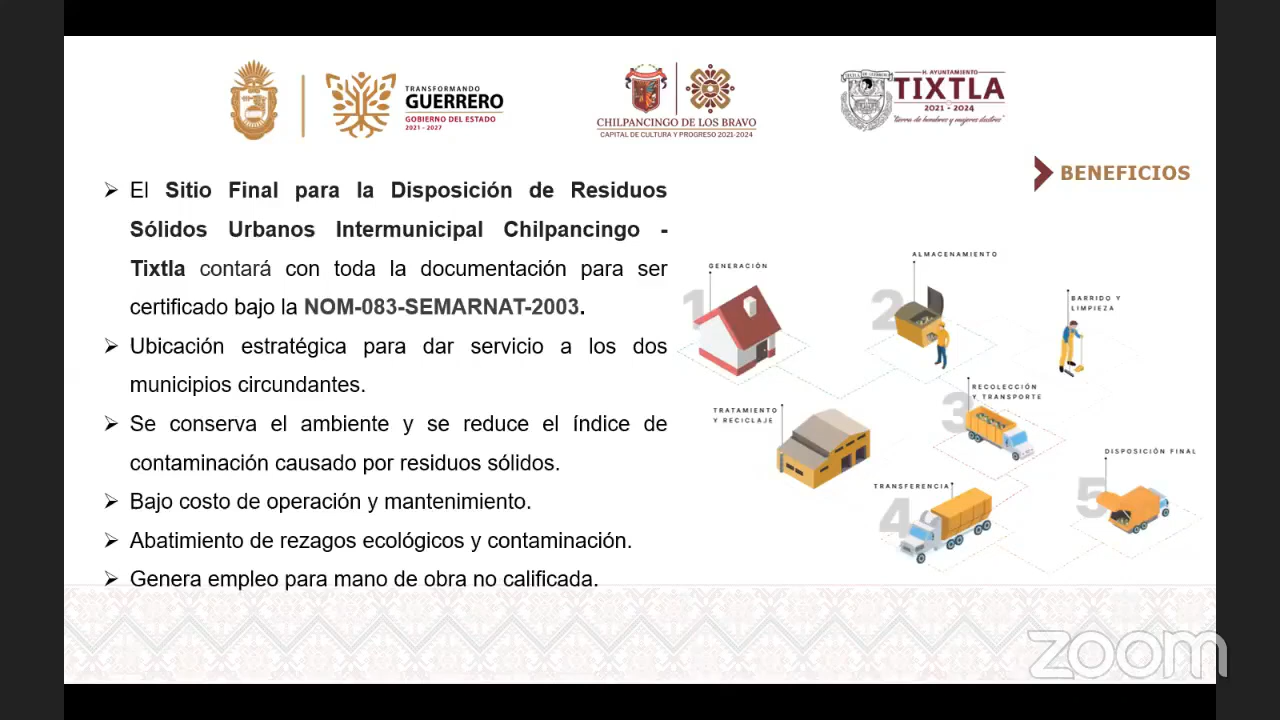 TRANSFORMANDO
GUERRERO
GOBIERNO DEL ESTADO
2021 - 2027
CHILPANCINGO DE LOS BRAVO
CAPITAL DE CULTURA Y PROGRESO 2021-2024
H. AYUNTAMIENTO
TIXTLA
2021 - 2024
"tierra de hombres y mujeres ilustres"
BENEFICIOS
➢ El Sitio Final para la Disposición de Residuos
Sólidos Urbanos Intermunicipal Chilpancingo -
Tixtla contará con toda la documentación para ser
certificado bajo la NOM-083-SEMARNAT-2003.
➢ Ubicación estratégica para dar servicio a los dos
municipios circundantes.
➢ Se conserva el ambiente y se reduce el índice de
contaminación causado por residuos sólidos.
➢ Bajo costo de operación y mantenimiento.
➢ Abatimiento de rezagos ecológicos y contaminación.
➢ Genera empleo para mano de obra no calificada.
1
GENERACIÓN
2
ALMACENAMIENTO
BARRIDO Y
LIMPIEZA
3
RECOLECCIÓN
Y TRANSPORTE
TRATAMIENTO
Y RECICLAJE
4
TRANSFERENCIA
5
DISPOSICIÓN FINAL
zoom